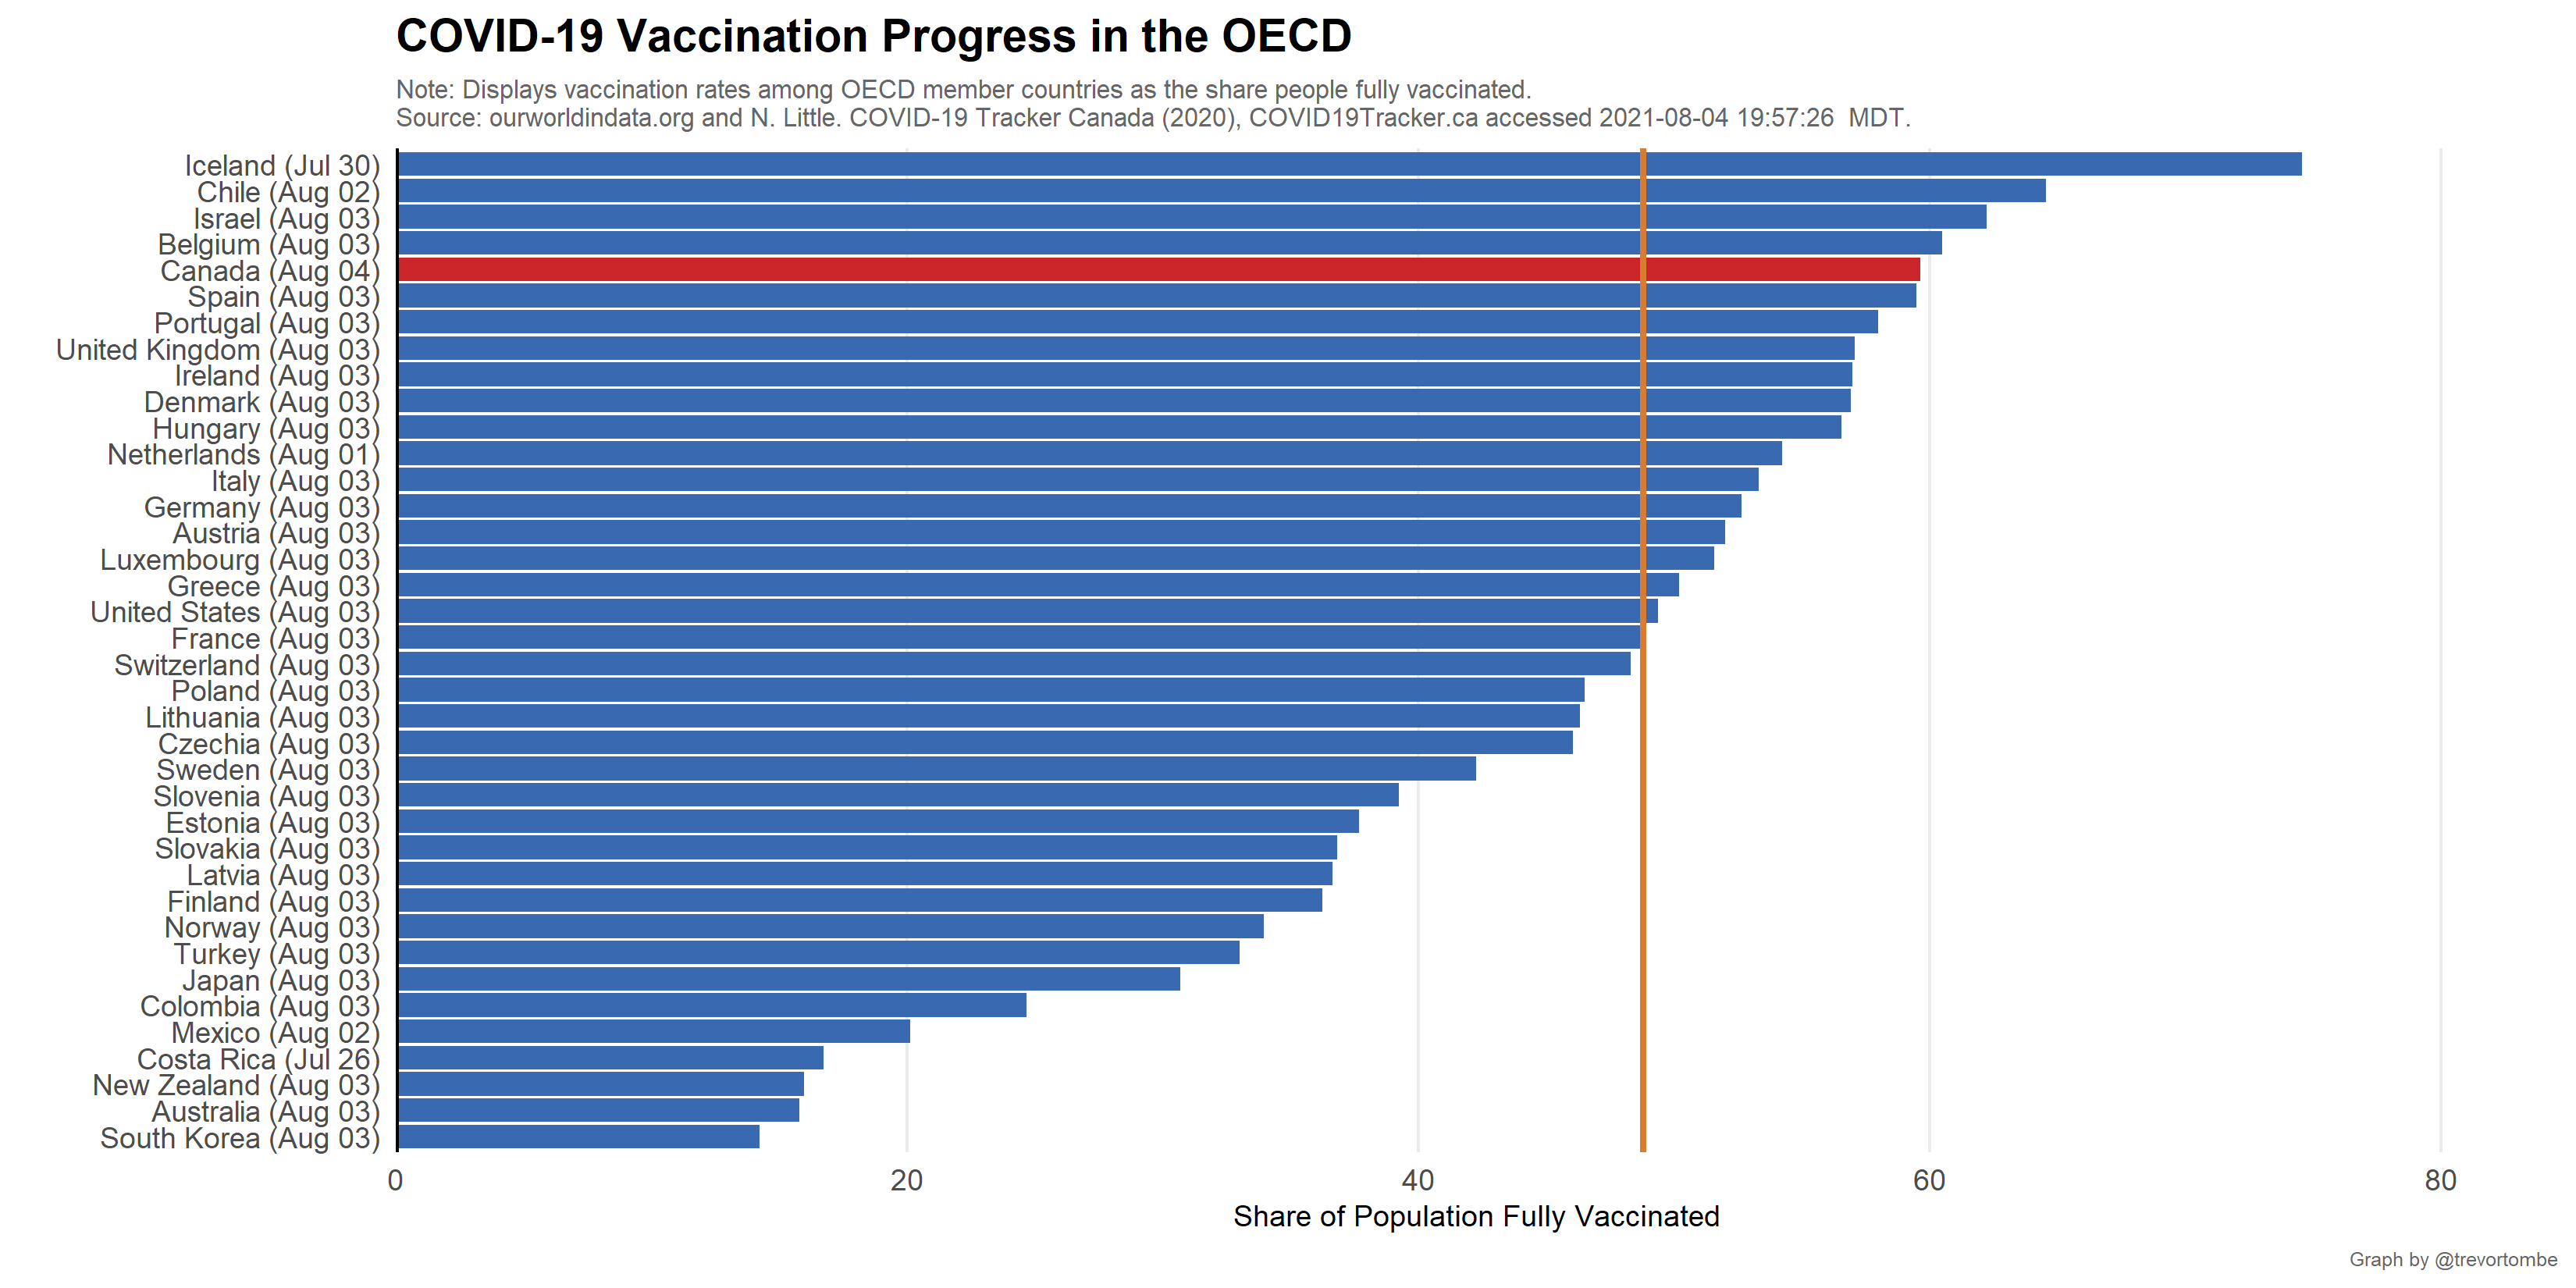 COVID-19 Vaccination Progress in the OECD
Note: Displays vaccination rates among OECD member countries as the share people fully vaccinated.
Source: ourworldindata.org and N. Little. COVID-19 Tracker Canada (2020), COVID19Tracker.ca accessed 2021-08-04 19:57:26  MDT.
Iceland (Jul 30)
Chile (Aug 02)
Israel (Aug 03)
Belgium (Aug 03)
Canada (Aug 04)
Spain (Aug 03)
Portugal (Aug 03)
United Kingdom (Aug 03)
Ireland (Aug 03)
Denmark (Aug 03)
Hungary (Aug 03)
Netherlands (Aug 01)
Italy (Aug 03)
Germany (Aug 03)
Austria (Aug 03)
Luxembourg (Aug 03)
Greece (Aug 03)
United States (Aug 03)
France (Aug 03)
Switzerland (Aug 03)
Poland (Aug 03)
Lithuania (Aug 03)
Czechia (Aug 03)
Sweden (Aug 03)
Slovenia (Aug 03)
Estonia (Aug 03)
Slovakia (Aug 03)
Latvia (Aug 03)
Finland (Aug 03)
Norway (Aug 03)
Turkey (Aug 03)
Japan (Aug 03)
Colombia (Aug 03)
Mexico (Aug 02)
Costa Rica (Jul 26)
New Zealand (Aug 03)
Australia (Aug 03)
South Korea (Aug 03)
0 20 40 60 80
Share of Population Fully Vaccinated
Graph by @trevortombe